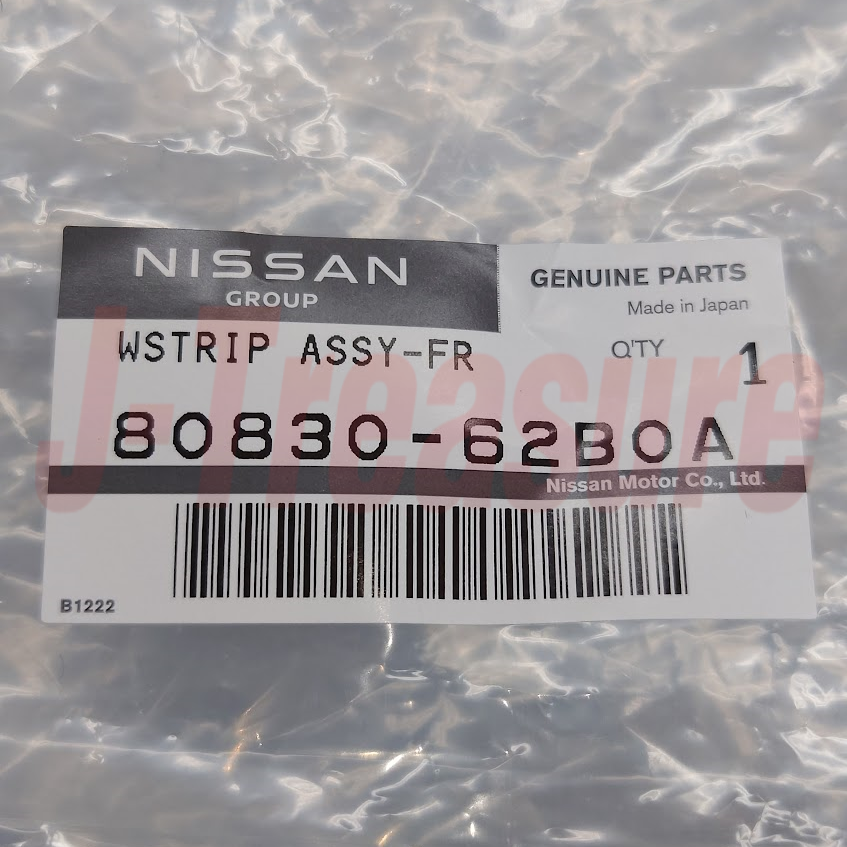 NISSAN
GROUP
GENUINE PARTS
Made in Japan
WSTRIP ASSY-FR
Q'TY 1
80830-62B0A
Nissan Motor Co., Ltd.
B1222
J-Treasure